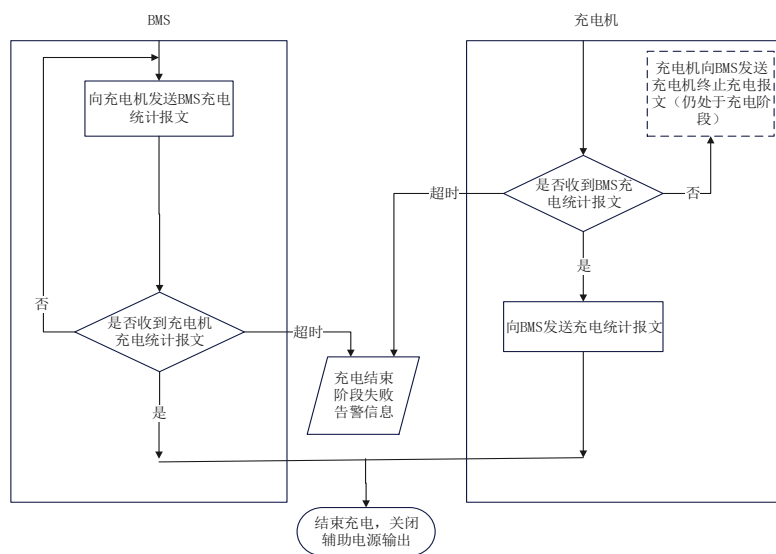 BMS
充电机
向充电机发送BMS充电
统计报文
充电机向BMS发送
充电机终止充电报
文（仍处于充电阶
段）
是否收到BMS充
电统计报文
超时
否
是
向BMS发送充电统计报文
否
是否收到充电机
充电统计报文
超时
是
充电结束
阶段失败
告警信息
结束充电，关闭
辅助电源输出